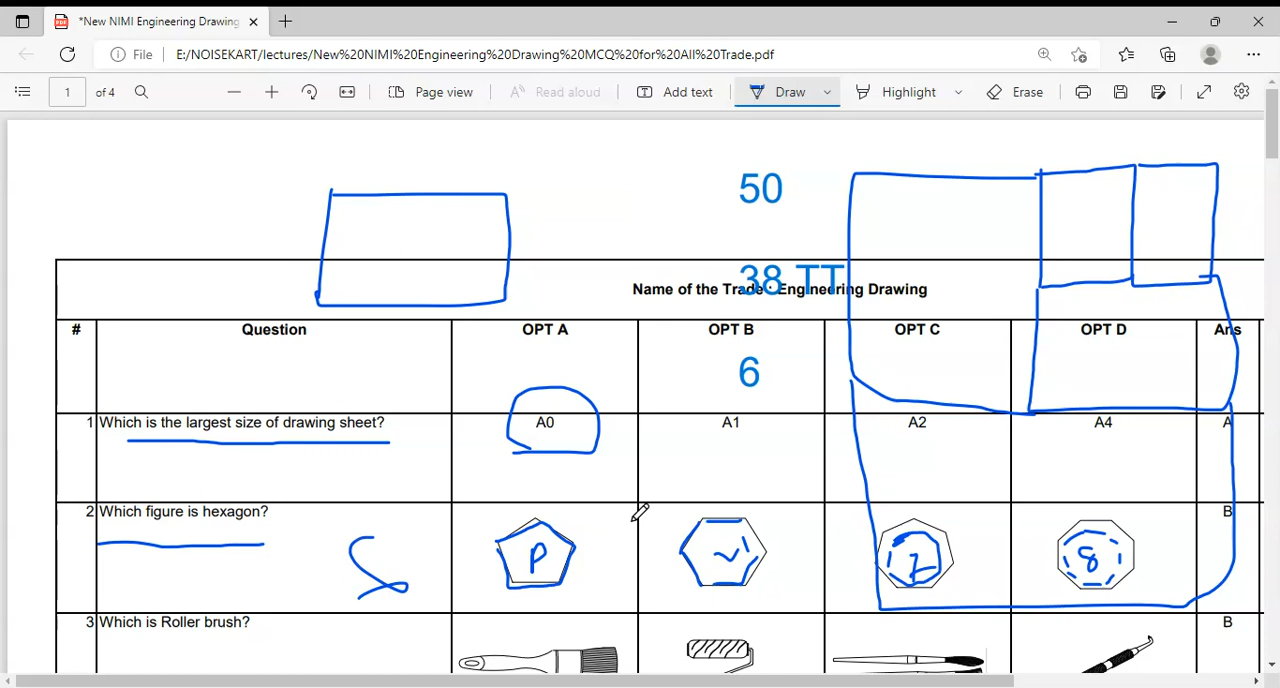 *New NIMI Engineering Drawing
File E:/NOISEKART/lectures/New%20NIMI%20Engineering%20Drawing%20MCQ%20for%20All%20Trade.pdf
1 of 4 Page view Read aloud Add text Draw Highlight Erase
50
38 TT
Name of the Trade : Engineering Drawing
# Question OPT A OPT B OPT C OPT D Ans
6
1 Which is the largest size of drawing sheet? A0 A1 A2 A4 A
2 Which figure is hexagon? B
P 7 8
3 Which is Roller brush? B